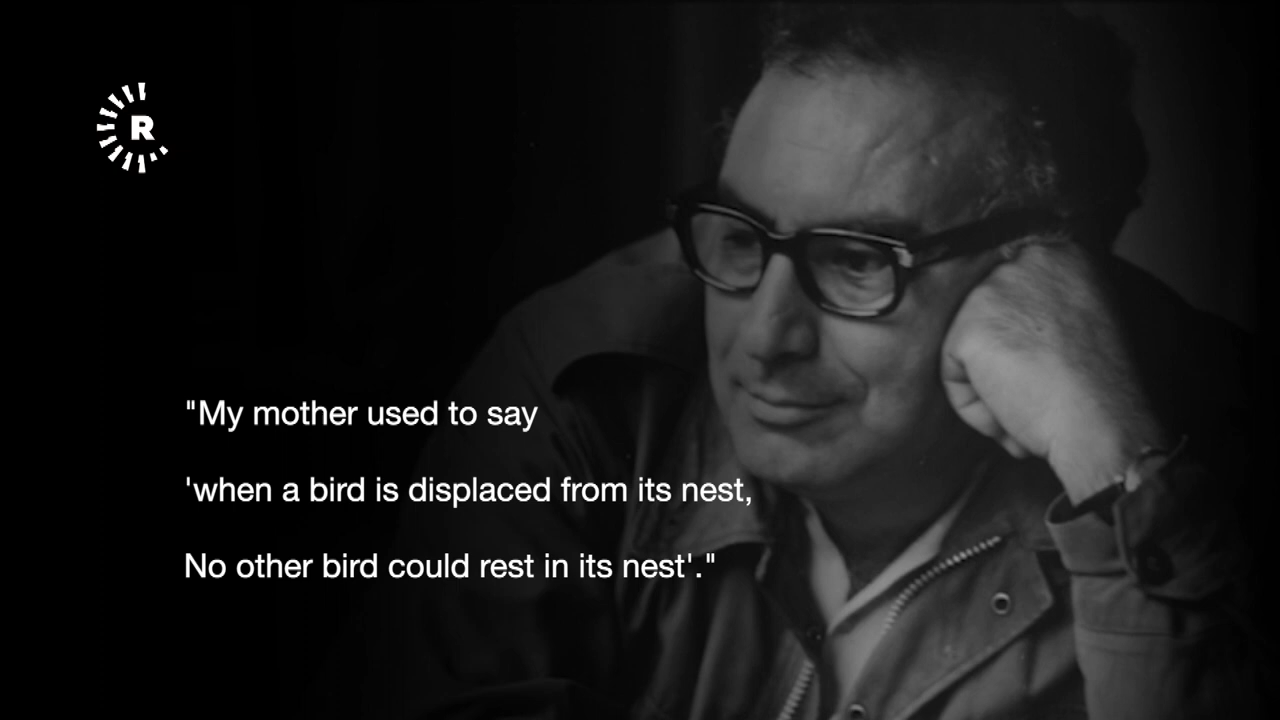 R
"My mother used to say
'when a bird is displaced from its nest,
No other bird could rest in its nest'."